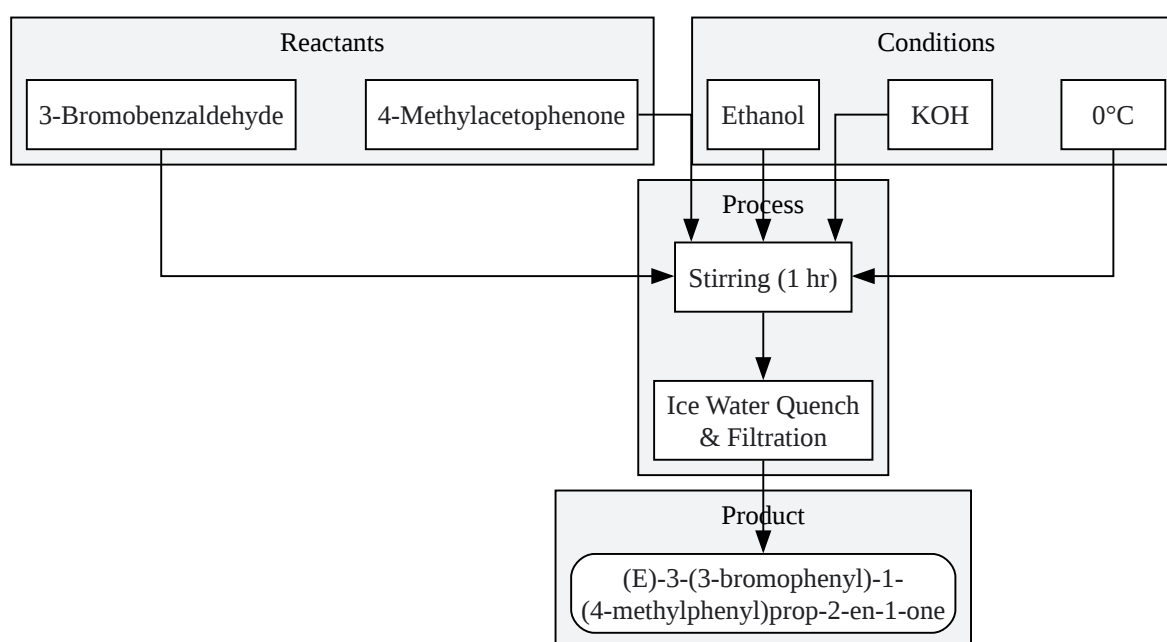 Reactants
Conditions
3-Bromobenzaldehyde
4-Methylacetophenone
Ethanol
KOH
0°C
Process
Stirring (1 hr)
Ice Water Quench
& Filtration
Product
(E)-3-(3-bromophenyl)-1-
(4-methylphenyl)prop-2-en-1-one